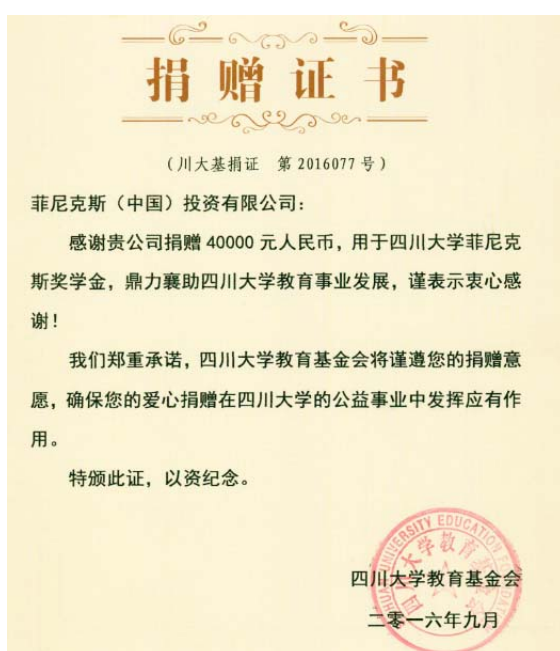 捐赠证书
(川大基捐证 第2016077号)
菲尼克斯(中国)投资有限公司:
感谢贵公司捐赠 40000 元人民币,用于四川大学菲尼克
斯奖学金,鼎力襄助四川大学教育事业发展,谨表示衷心感
谢!
我们郑重承诺,四川大学教育基金会将谨遵您的捐赠意
愿,确保您的爱心捐赠在四川大学的公益事业中发挥应有作
用。
特颁此证,以资纪念。
四川大学教育基金会
二零一六年九月